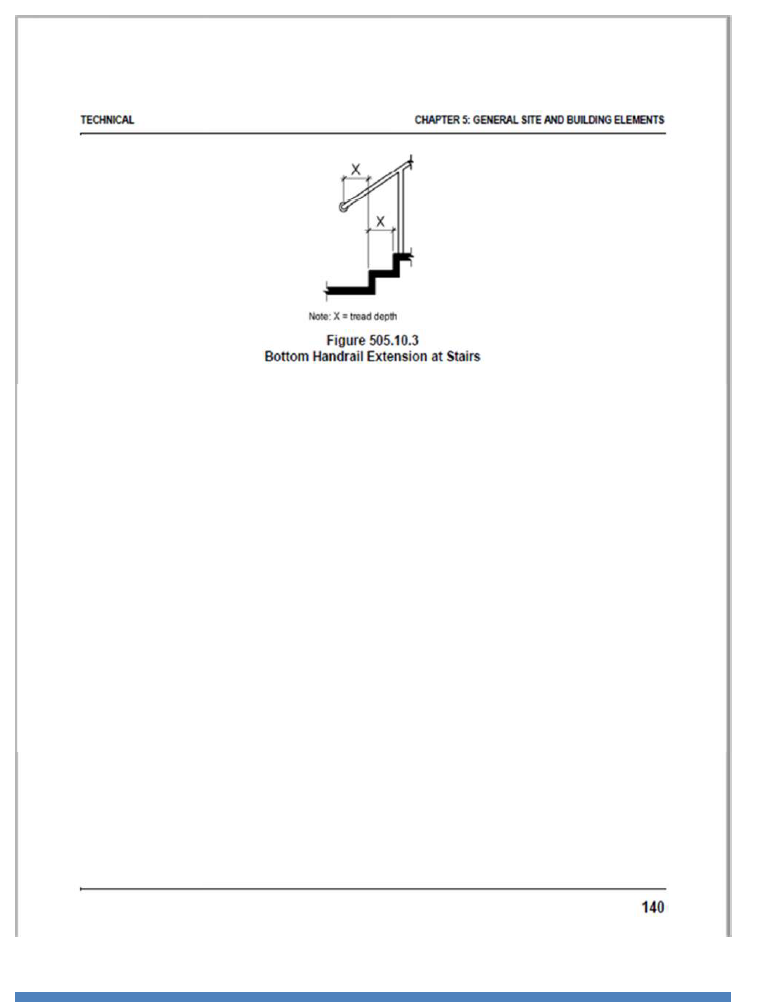 TECHNICAL CHAPTER 5: GENERAL SITE AND BUILDING ELEMENTS
X
X
Note: X = tread depth
Figure 505.10.3
Bottom Handrail Extension at Stairs
140